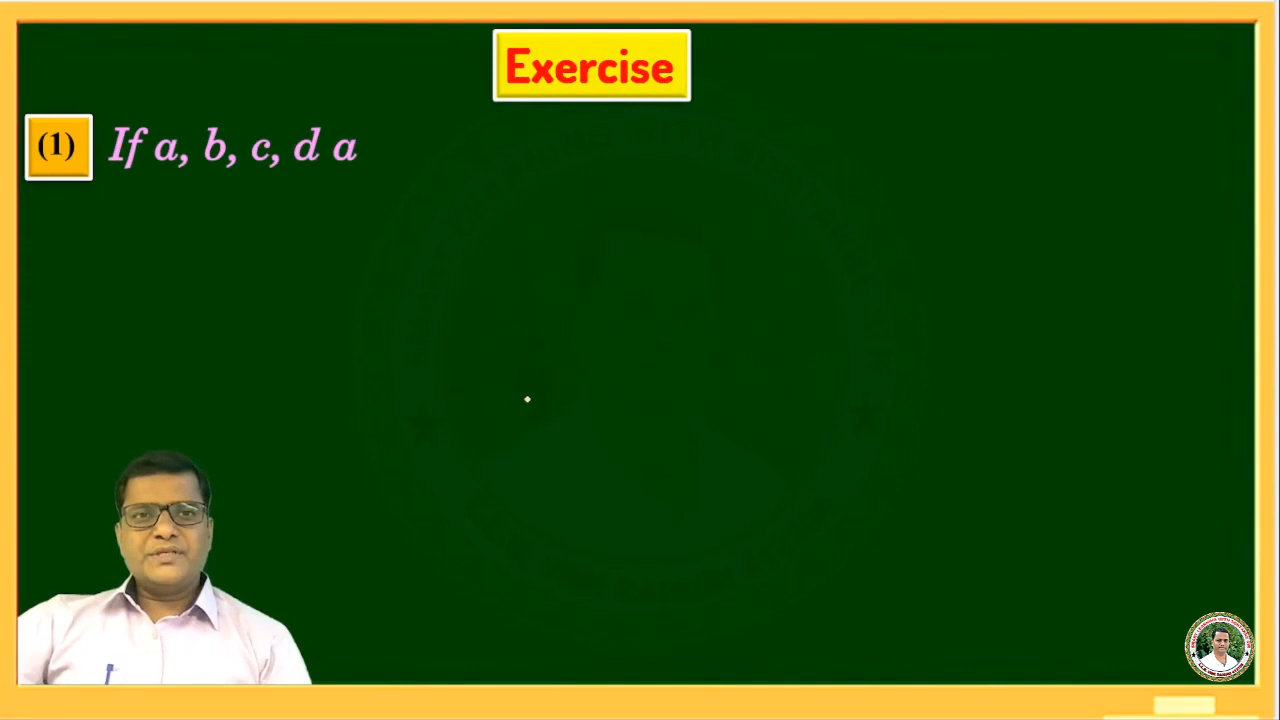 Exercise
(1) If a, b, c, d a